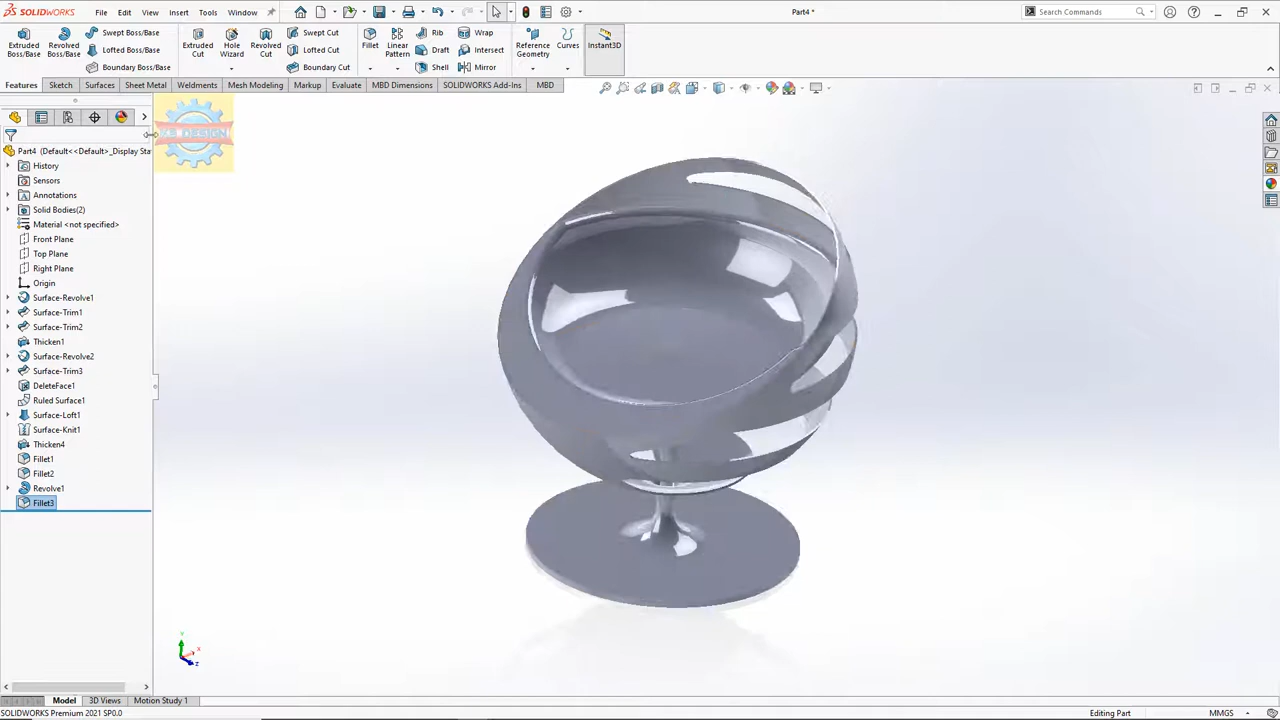 SOLIDWORKS
File
Edit
View
Insert
Tools
Window
Part4 *
Search Commands
Extruded Boss/Base
Revolved Boss/Base
Swept Boss/Base
Lofted Boss/Base
Boundary Boss/Base
Extruded Cut
Hole Wizard
Revolved Cut
Swept Cut
Lofted Cut
Boundary Cut
Fillet
Linear Pattern
Rib
Draft
Shell
Wrap
Intersect
Mirror
Reference Geometry
Curves
Instant3D
Features
Sketch
Surfaces
Sheet Metal
Weldments
Mesh Modeling
Markup
Evaluate
MBD Dimensions
SOLIDWORKS Add-Ins
MBD
Part4 (Default<<Default>_Display Sta
History
Sensors
Annotations
Solid Bodies(2)
Material <not specified>
Front Plane
Top Plane
Right Plane
Origin
Surface-Revolve1
Surface-Trim1
Surface-Trim2
Thicken1
Surface-Revolve2
Surface-Trim3
DeleteFace1
Ruled Surface1
Surface-Loft1
Surface-Knit1
Thicken4
Fillet1
Fillet2
Revolve1
Fillet3
Model
3D Views
Motion Study 1
SOLIDWORKS Premium 2021 SP0.0
Editing Part
MMGS